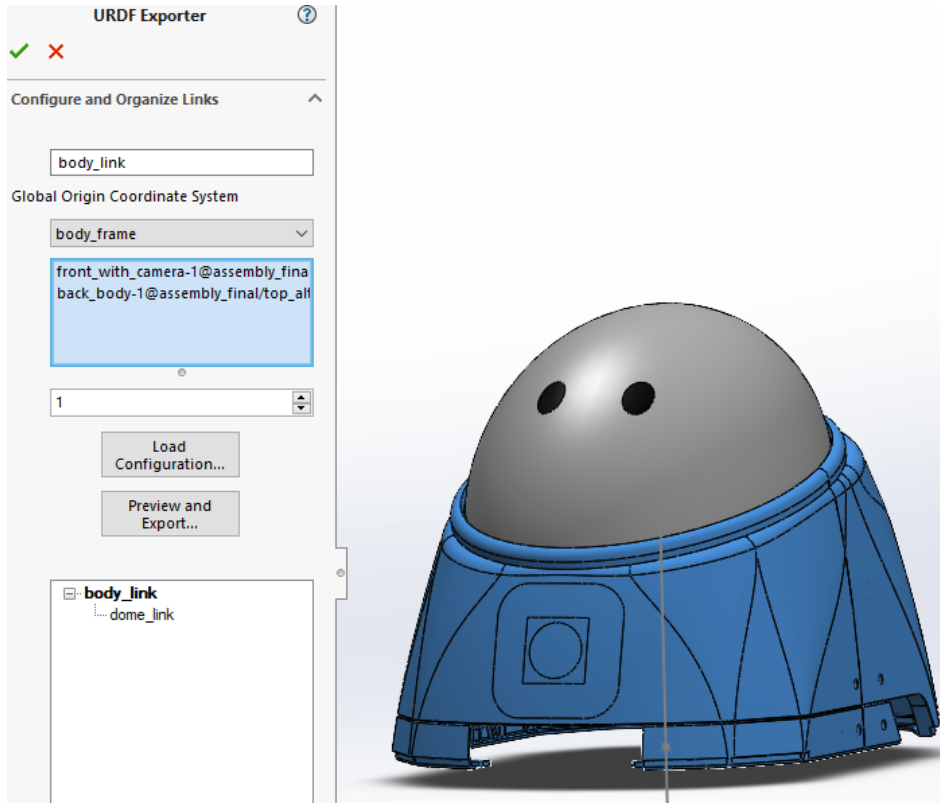 URDF Exporter
Configure and Organize Links
body_link
Global Origin Coordinate System
body_frame
front_with_camera-1@assembly_fina
back_body-1@assembly_final/top_alt
1
Load
Configuration...
Preview and
Export...
body_link
dome_link